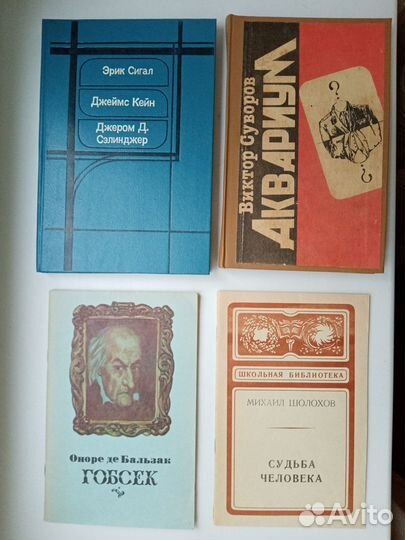 Эрик Сигал
Джеймс Кейн
Джером Д.
Сэлинджер
Виктор Суворов
АКВАРИУМ
?
?
Оноре де Бальзак
ГОБСЕК
ШКОЛЬНАЯ БИБЛИОТЕКА
МИХАИЛ ШОЛОХОВ
СУДЬБА
ЧЕЛОВЕКА
Avito